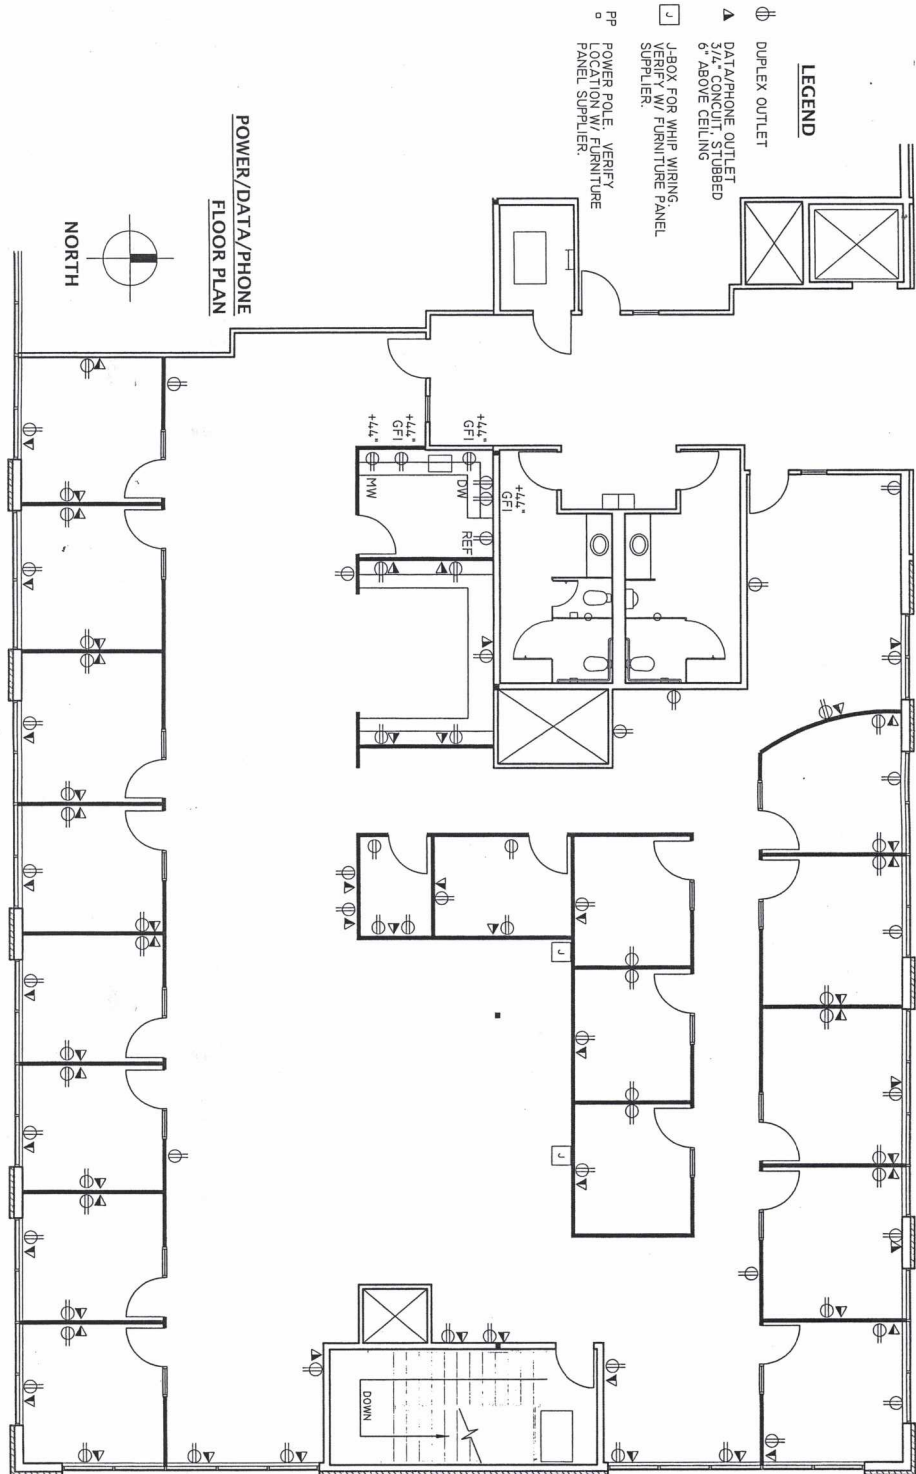 LEGEND
DUPLEX OUTLET
DATA/PHONE OUTLET
3/4" CONCUIT, STUBBED
6" ABOVE CEILING
J
J-BOX FOR WHIP WIRING.
VERIFY W/ FURNITURE PANEL
SUPPLIER.
PP
POWER POLE. VERIFY
LOCATION W/ FURNITURE
PANEL SUPPLIER.
POWER/DATA/PHONE
FLOOR PLAN
NORTH
+44"
GFI
+44"
GFI
+44"
+44"
GFI
DW
MW
REF
J
J
DOWN